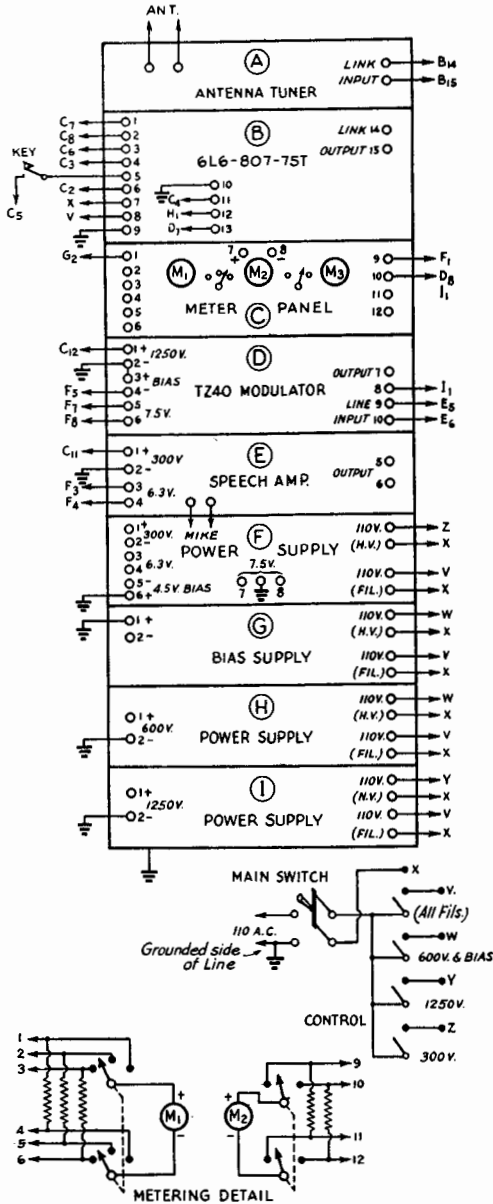 ANT.
A
LINK B14
INPUT B15
ANTENNA TUNER
C7 1
C8 2
C6 3
C3 4
KEY
5
C5
C2 6
X 7
V 8
9
B
6L6-807-75T
LINK 14
OUTPUT 15
10
C4 11
H1 12
D7 13
G2 1
2
3
4
5
6
7 8
+ -
M1 M2 M3
METER PANEL
C
9 F1
10 D8
11 I1
12
C12 1+ 1250V.
2-
3+ BIAS
F5 4-
F7 5 7.5V.
F8 6
D
TZ40 MODULATOR
OUTPUT 7
8 I1
LINE 9 E5
INPUT 10 E6
C11 1+ 300V
2-
F3 3 6.3V.
F4 4
E
SPEECH AMP.
OUTPUT 5
6
MIKE
1+ 300V.
2-
3 6.3V.
4
5- 4.5V. BIAS
6+
F
POWER SUPPLY
7.5V.
7 8
110V. Z
(H.V.) X
110V. V
(FIL.) X
1+
2-
G
BIAS SUPPLY
110V. W
(H.V.) X
110V. V
(FIL.) X
1+ 600V.
2-
H
POWER SUPPLY
110V. W
(H.V.) X
110V. V
(FIL.) X
1+ 1250V.
2-
I
POWER SUPPLY
110V. Y
(H.V.) X
110V. V
(FIL.) X
MAIN SWITCH
X
V.
(All Fils.)
110 A.C.
Grounded side
of Line
W
600V. & BIAS
Y
1250V.
CONTROL
Z
300V.
1
2
3
4
5
6
+
M1
-
+
M2
-
9
10
11
12
METERING DETAIL